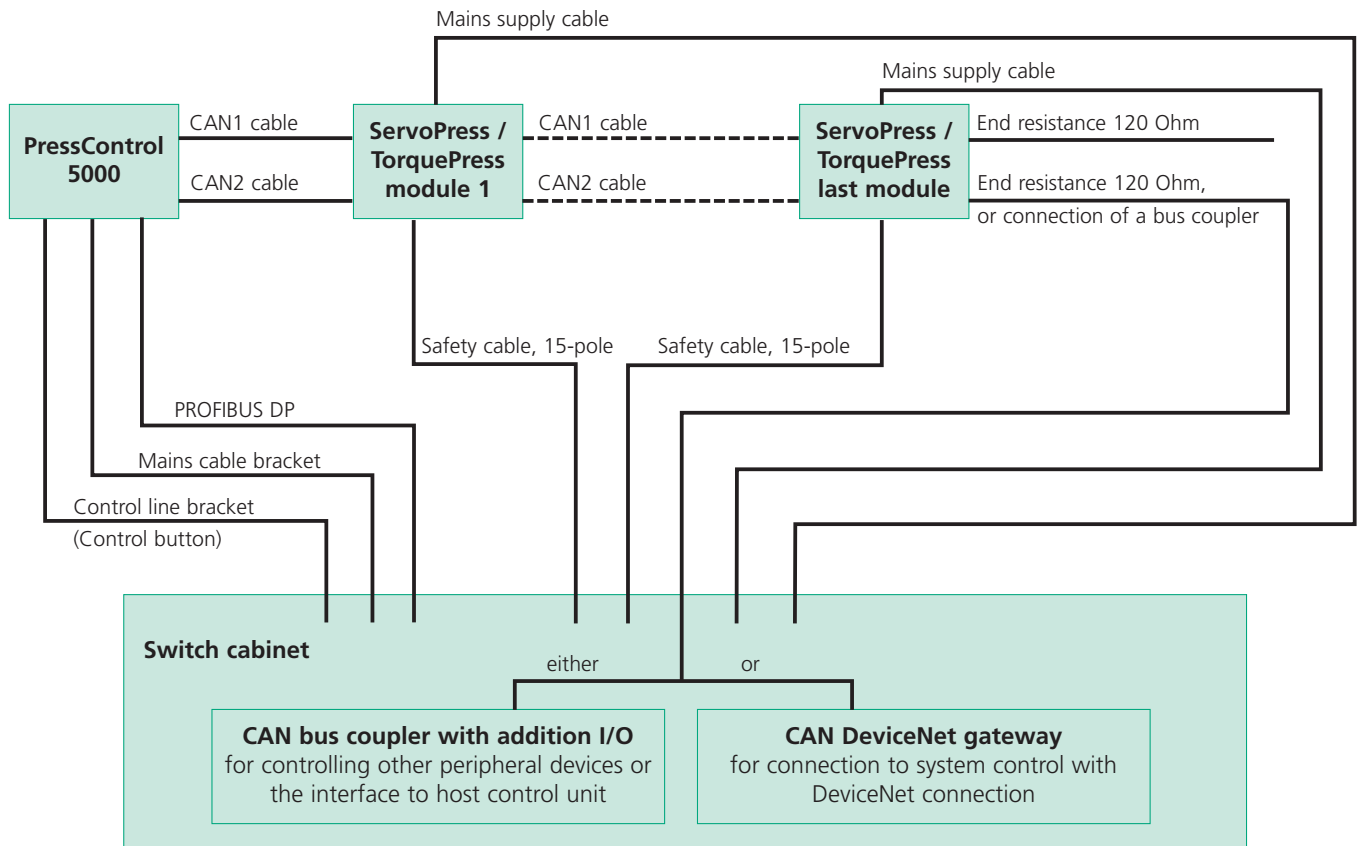 Mains supply cable
Mains supply cable
PressControl
5000
CAN1 cable
CAN2 cable
ServoPress /
TorquePress
module 1
CAN1 cable
CAN2 cable
ServoPress /
TorquePress
last module
End resistance 120 Ohm
End resistance 120 Ohm,
or connection of a bus coupler
Safety cable, 15-pole
Safety cable, 15-pole
PROFIBUS DP
Mains cable bracket
Control line bracket
(Control button)
Switch cabinet
either
or
CAN bus coupler with addition I/O
for controlling other peripheral devices or
the interface to host control unit
CAN DeviceNet gateway
for connection to system control with
DeviceNet connection